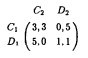 C₂ D₂
C₁ 3,3 0,5
D₁ 5,0 1,1